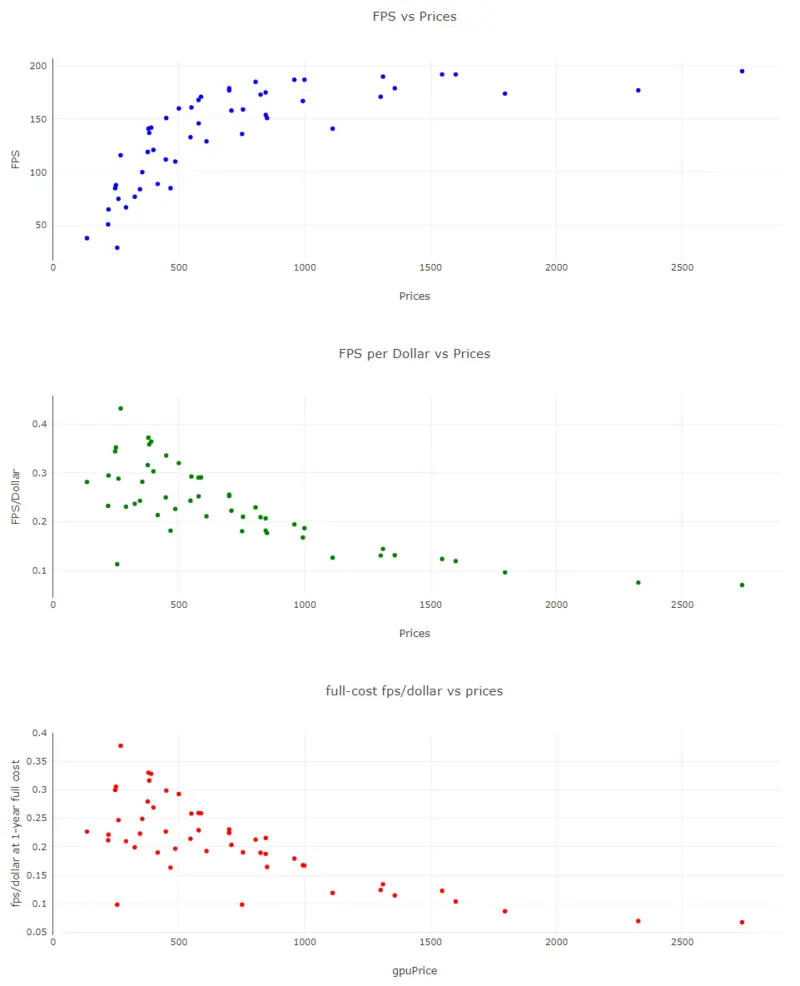 FPS vs Prices
200
150
100
50
FPS
0 500 1000 1500 2000 2500
Prices
FPS per Dollar vs Prices
0.4
0.3
0.2
0.1
FPS/Dollar
0 500 1000 1500 2000 2500
Prices
full-cost fps/dollar vs prices
0.4
0.35
0.3
0.25
0.2
0.15
0.1
0.05
fps/dollar at 1-year full cost
0 500 1000 1500 2000 2500
gpuPrice